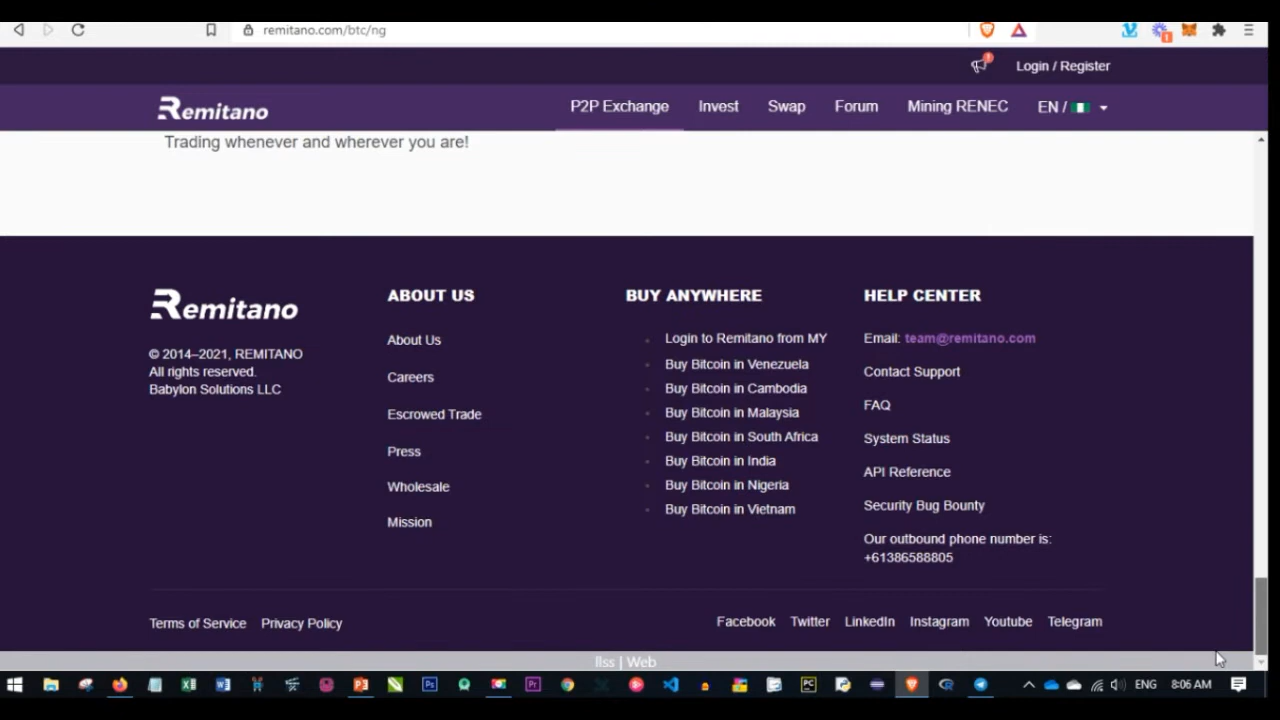 remitano.com/btc/ng
Login / Register
Remitano
P2P Exchange Invest Swap Forum Mining RENEC EN /
Trading whenever and wherever you are!
Remitano
© 2014–2021, REMITANO
All rights reserved.
Babylon Solutions LLC
ABOUT US
About Us
Careers
Escrowed Trade
Press
Wholesale
Mission
BUY ANYWHERE
Login to Remitano from MY
Buy Bitcoin in Venezuela
Buy Bitcoin in Cambodia
Buy Bitcoin in Malaysia
Buy Bitcoin in South Africa
Buy Bitcoin in India
Buy Bitcoin in Nigeria
Buy Bitcoin in Vietnam
HELP CENTER
Email: team@remitano.com
Contact Support
FAQ
System Status
API Reference
Security Bug Bounty
Our outbound phone number is:
+61386588805
Terms of Service Privacy Policy
Facebook Twitter LinkedIn Instagram Youtube Telegram
| Web
ENG 8:06 AM